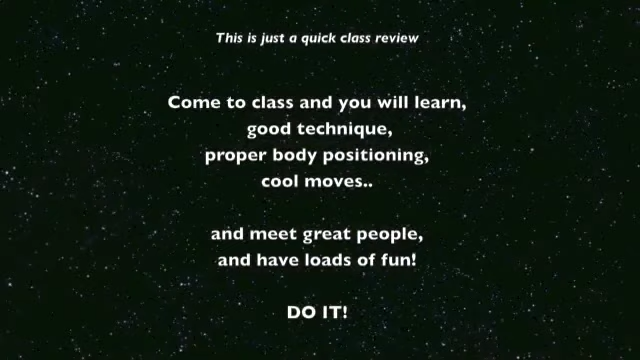 This is just a quick class review
Come to class and you will learn,
good technique,
proper body positioning,
cool moves..
and meet great people,
and have loads of fun!
DO IT!